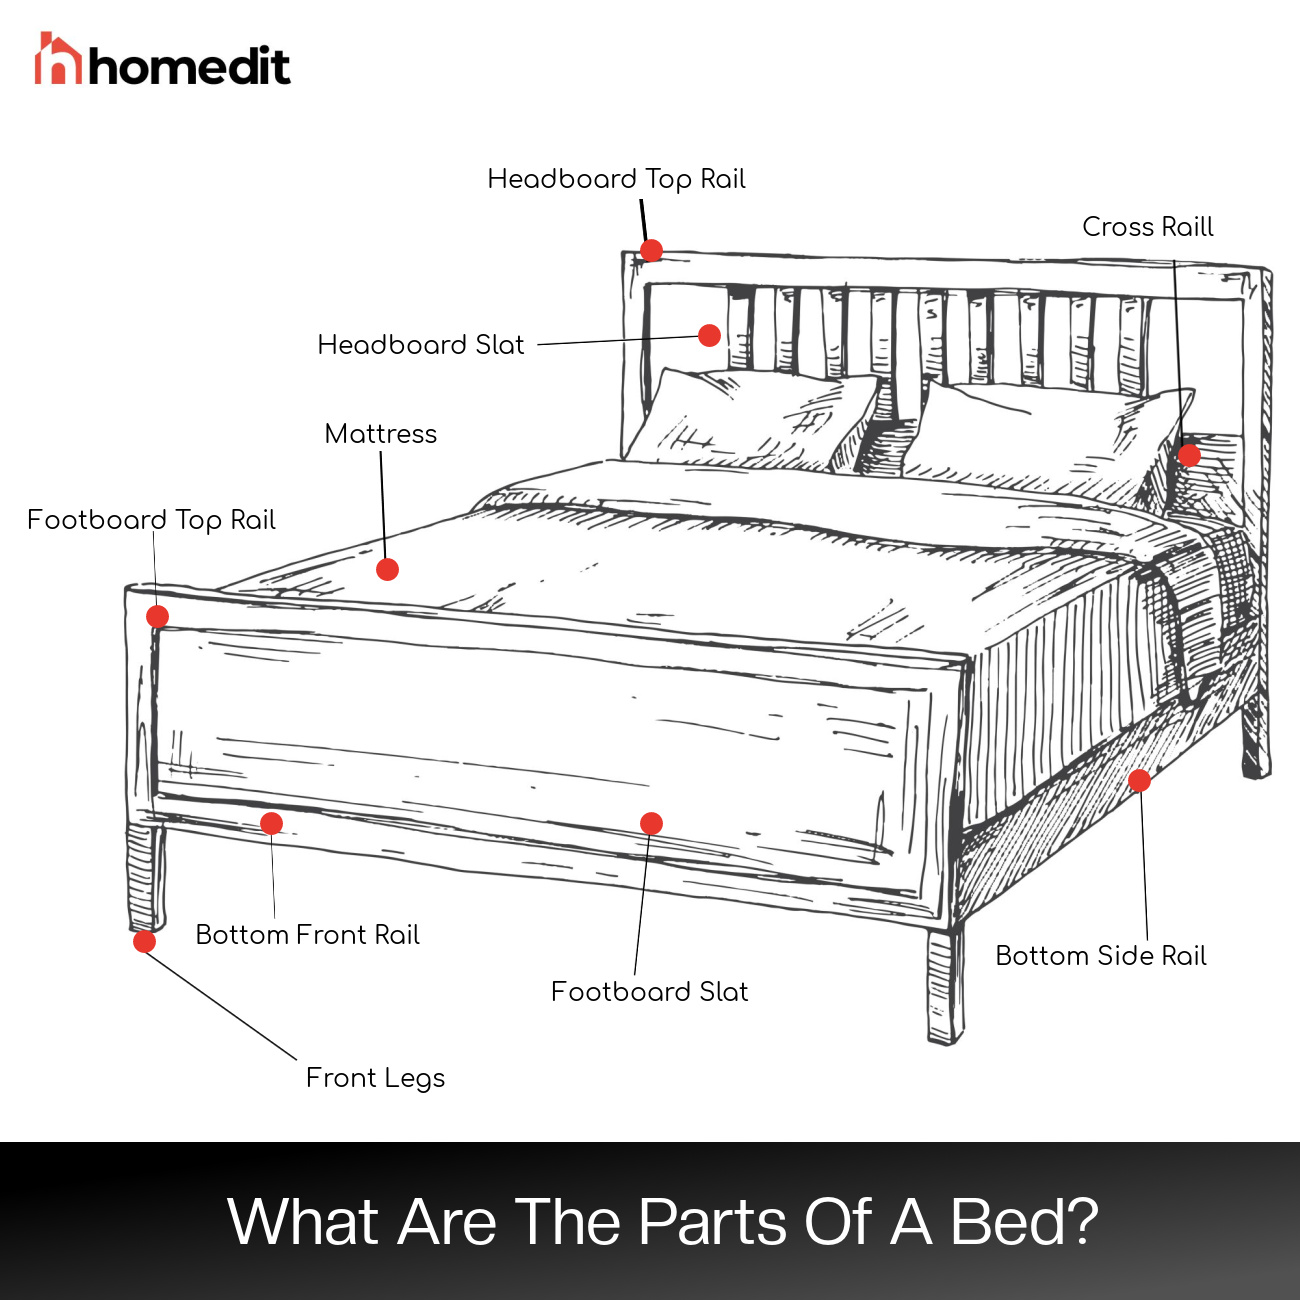 homedit
Headboard Top Rail
Cross Raill
Headboard Slat
Mattress
Footboard Top Rail
Bottom Front Rail
Bottom Side Rail
Footboard Slat
Front Legs
What Are The Parts Of A Bed?